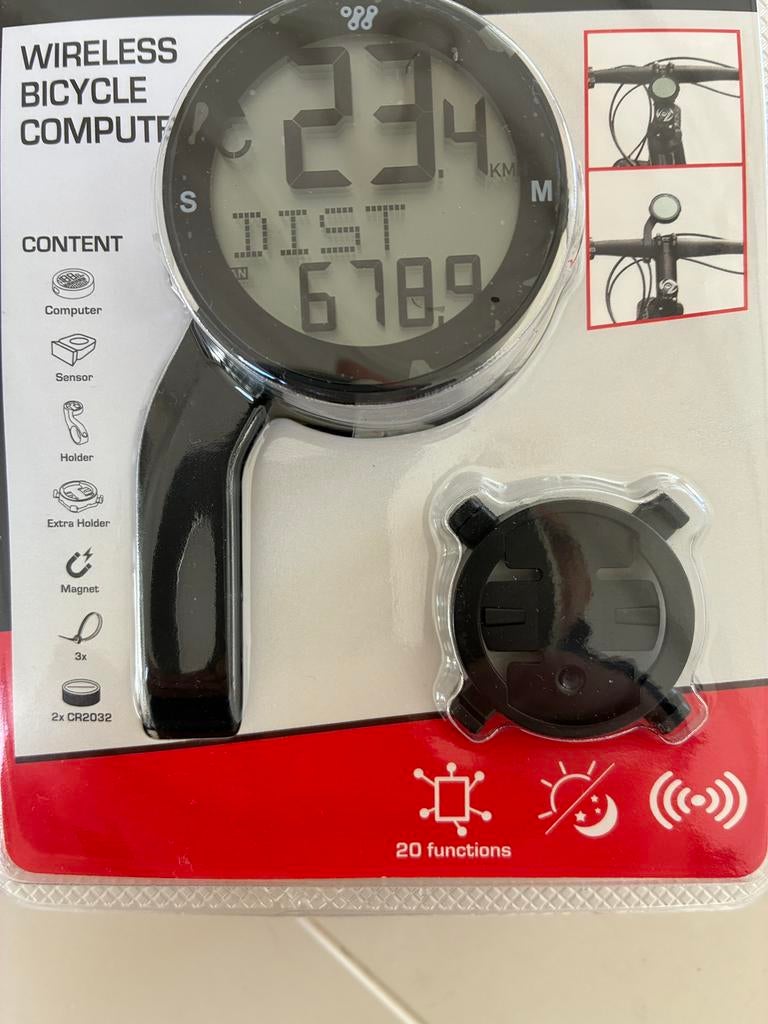 WIRELESS
BICYCLE
COMPUTE
23.4
S
M
DIST
678.9
CONTENT
Computer
Sensor
Holder
Extra Holder
Magnet
3x
2x CR2032
20 functions